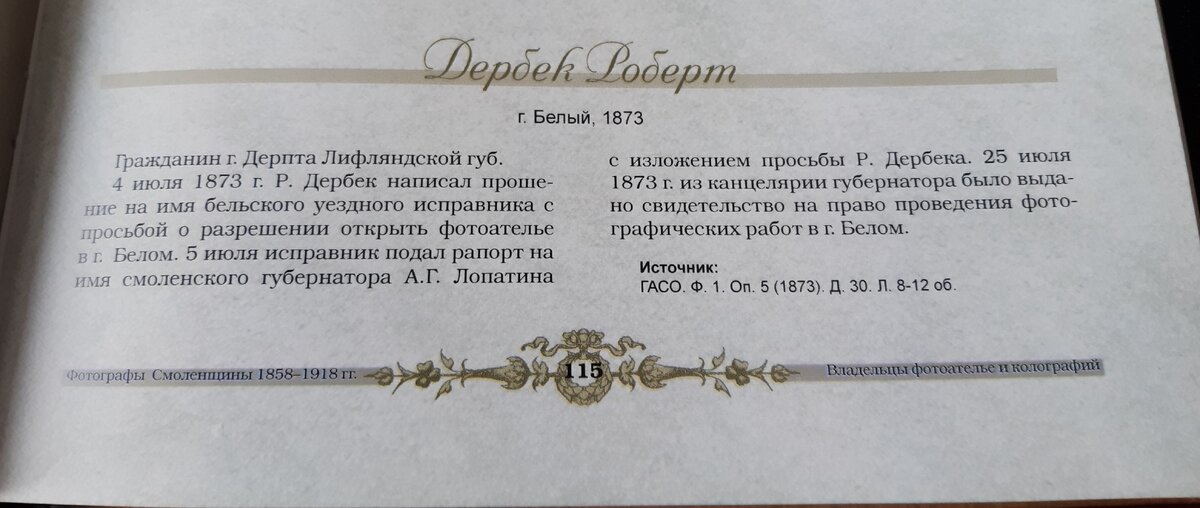 Дербек Роберт
г. Белый, 1873
Гражданин г. Дерпта Лифляндской губ.
4 июля 1873 г. Р. Дербек написал проше-
ние на имя бельского уездного исправника с
просьбой о разрешении открыть фотоателье
в г. Белом. 5 июля исправник подал рапорт на
имя смоленского губернатора А.Г. Лопатина
с изложением просьбы Р. Дербека. 25 июля
1873 г. из канцелярии губернатора было выда-
но свидетельство на право проведения фото-
графических работ в г. Белом.
Источник:
ГАСО. Ф. 1. Оп. 5 (1873). Д. 30. Л. 8-12 об.
Фотографы Смоленщины 1858–1918 гг.
115
Владельцы фотоателье и колографий